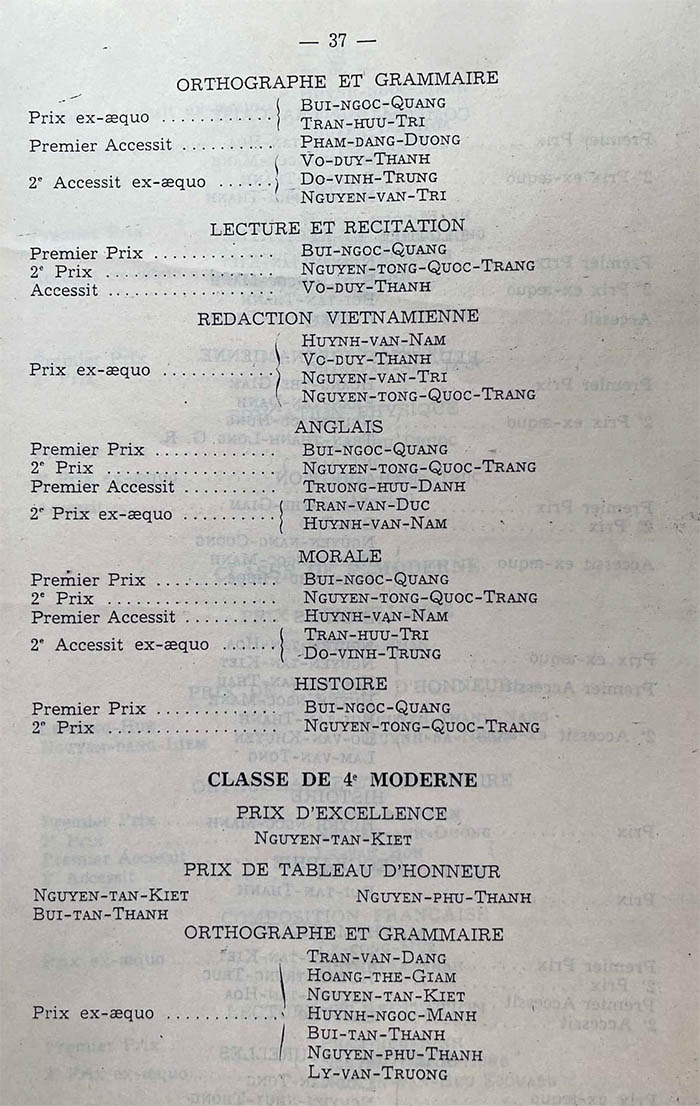 — 37 —
ORTHOGRAPHE ET GRAMMAIRE
Prix ex-æquo ............ BUI-NGOC-QUANG
TRAN-HUU-TRI
Premier Accessit .......... PHAM-DANG-DUONG
2e Accessit ex-æquo ...... VO-DUY-THANH
DO-VINH-TRUNG
NGUYEN-VAN-TRI
LECTURE ET RECITATION
Premier Prix ............. BUI-NGOC-QUANG
2e Prix .................. NGUYEN-TONG-QUOC-TRANG
Accessit .................. VO-DUY-THANH
REDACTION VIETNAMIENNE
Prix ex-æquo ............ HUYNH-VAN-NAM
VO-DUY-THANH
NGUYEN-VAN-TRI
NGUYEN-TONG-QUOC-TRANG
ANGLAIS
Premier Prix ............. BUI-NGOC-QUANG
2e Prix .................. NGUYEN-TONG-QUOC-TRANG
Premier Accessit .......... TRUONG-HUU-DANH
2e Prix ex-æquo .......... TRAN-VAN-DUC
HUYNH-VAN-NAM
MORALE
Premier Prix ............. BUI-NGOC-QUANG
2e Prix .................. NGUYEN-TONG-QUOC-TRANG
Premier Accessit .......... HUYNH-VAN-NAM
2e Accessit ex-æquo ...... TRAN-HUU-TRI
DO-VINH-TRUNG
HISTOIRE
Premier Prix ............. BUI-NGOC-QUANG
2e Prix .................. NGUYEN-TONG-QUOC-TRANG
CLASSE DE 4e MODERNE
PRIX D'EXCELLENCE
NGUYEN-TAN-KIET
PRIX DE TABLEAU D'HONNEUR
NGUYEN-TAN-KIET NGUYEN-PHU-THANH
BUI-TAN-THANH
ORTHOGRAPHE ET GRAMMAIRE
Prix ex-æquo ............ TRAN-VAN-DANG
HOANG-THE-GIAM
NGUYEN-TAN-KIET
HUYNH-NGOC-MANH
BUI-TAN-THANH
NGUYEN-PHU-THANH
LY-VAN-TRUONG